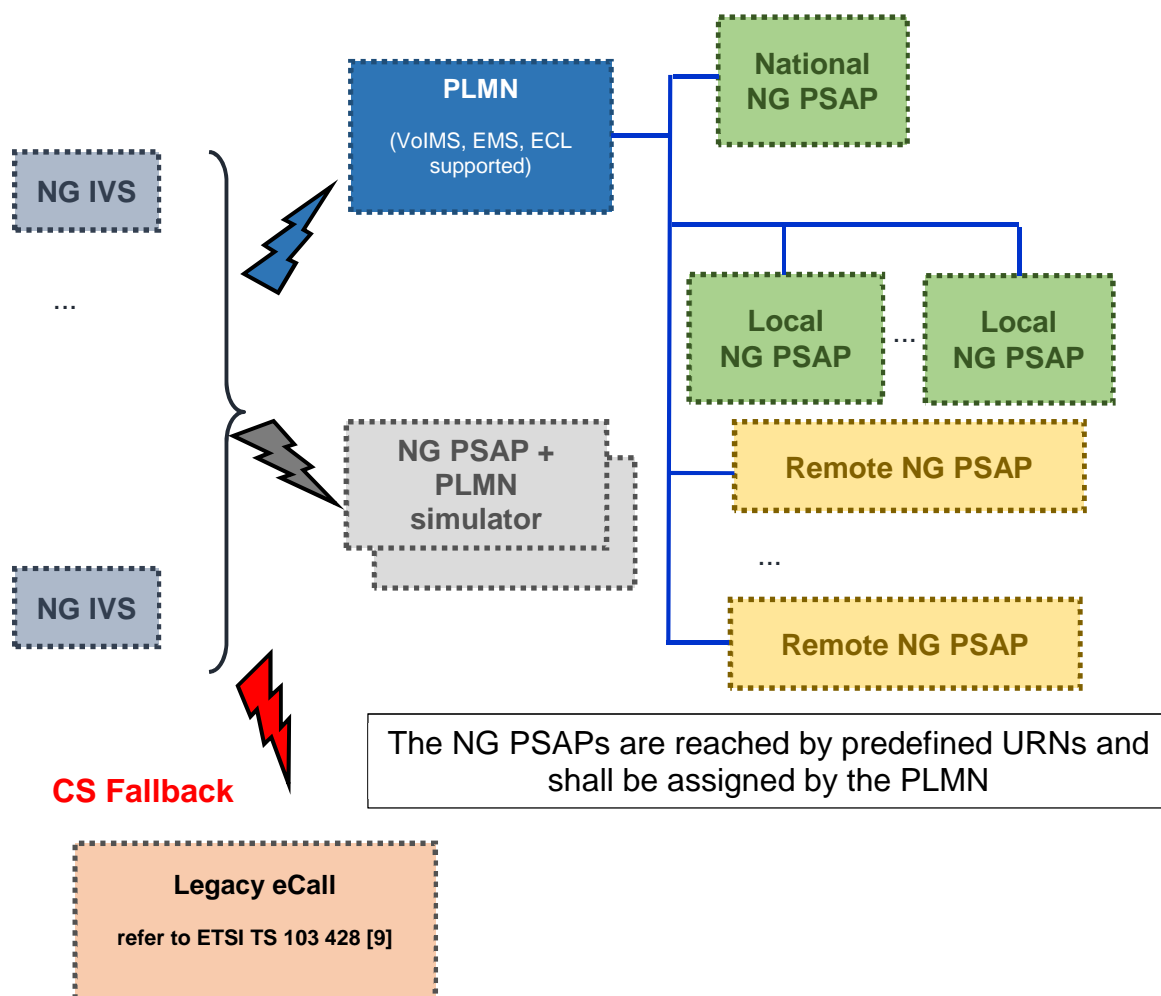 National
NG PSAP
PLMN
(VoIMS, EMS, ECL
supported)
NG IVS
...
Local
NG PSAP
...
Local
NG PSAP
NG PSAP +
PLMN
simulator
Remote NG PSAP
...
NG IVS
Remote NG PSAP
The NG PSAPs are reached by predefined URNs and
shall be assigned by the PLMN
CS Fallback
Legacy eCall
refer to ETSI TS 103 428 [9]